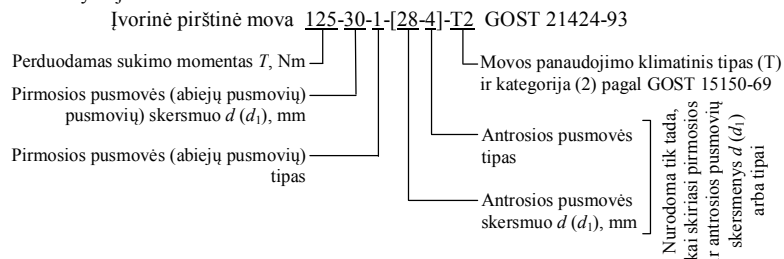 Įvorinė pirštinė mova 125-30-1-[28-4]-T2 GOST 21424-93
Perduodamas sukimo momentas T, Nm
Pirmosios pusmovės (abiejų pusmovių)
pusmovių) skersmuo d (d₁), mm
Pirmosios pusmovės (abiejų pusmovių)
tipas
Movos panaudojimo klimatinis tipas (T)
ir kategorija (2) pagal GOST 15150-69
Antrosios pusmovės
tipas
Antrosios pusmovės
skersmuo d (d₁), mm
Nurodoma tik tada,
kai skiriasi pirmosios
r antrosios pusmovių
skersmenys d (d₁)
arba tipai